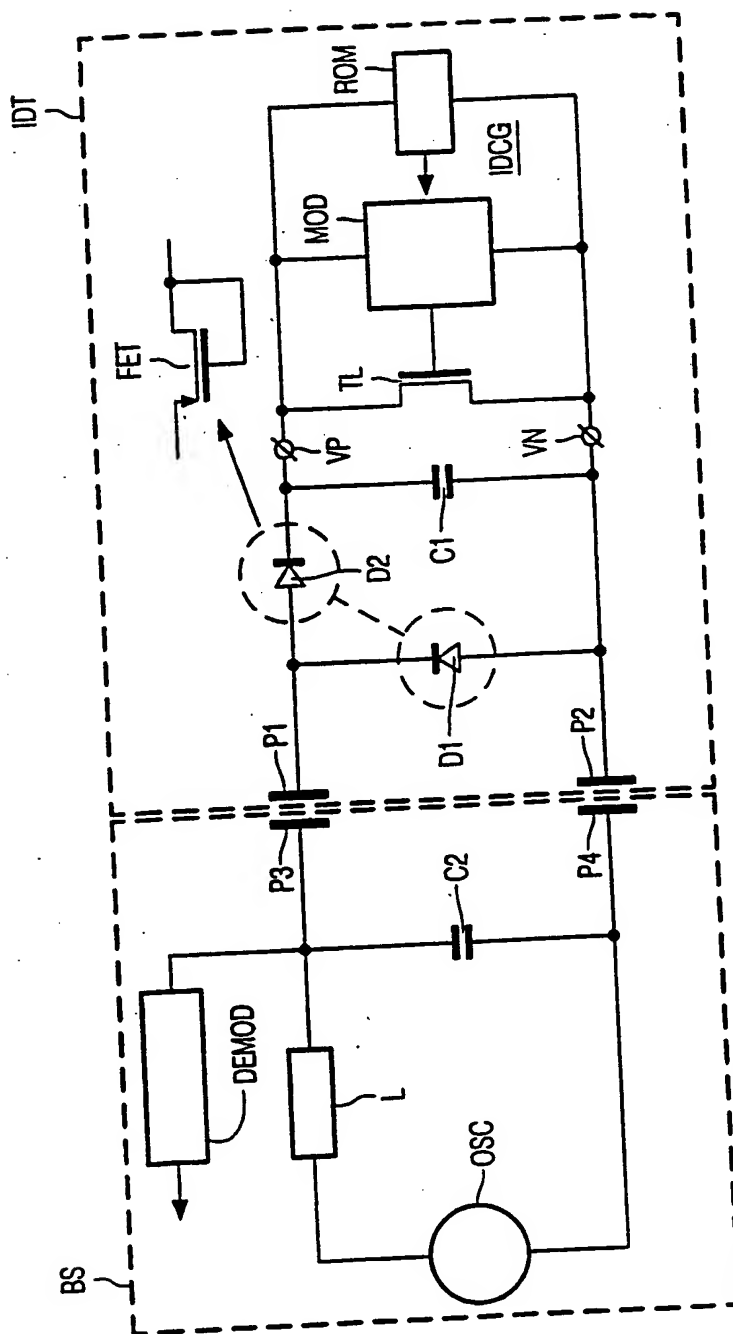 IDT
ROM
IDCG
MOD
FET
TL
VP
VN
D2
C1
D1
P1
P2
P3
P4
C2
DEMOD
L
OSC
BS